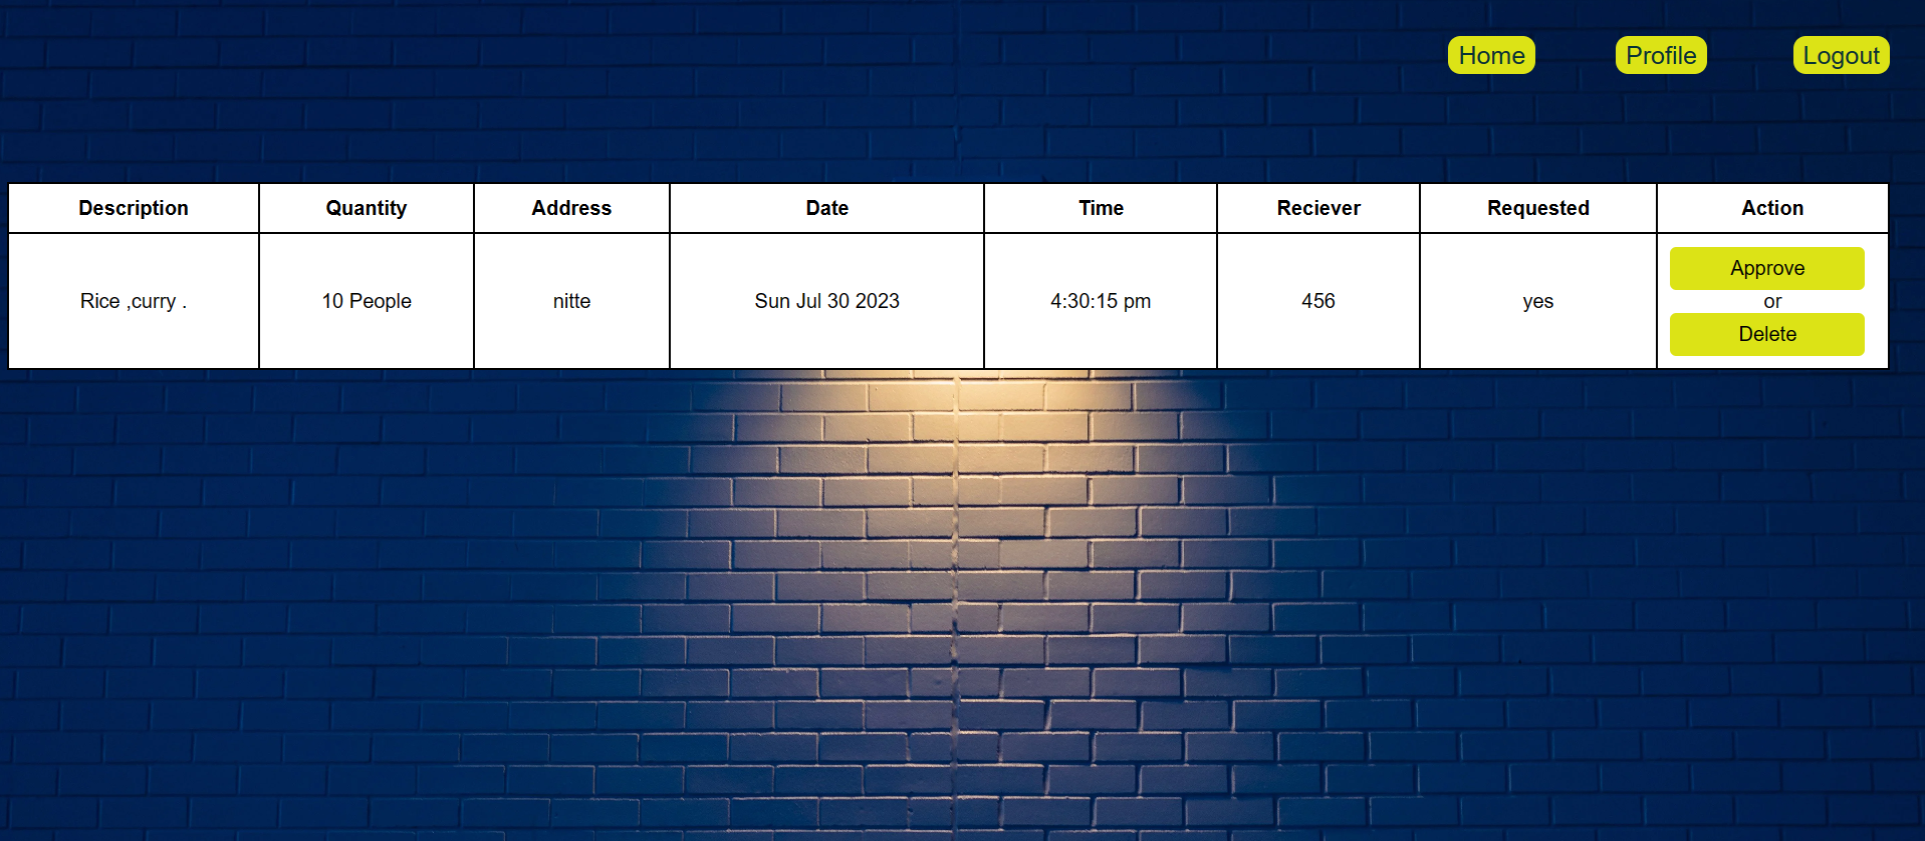 Home Profile Logout
Description Quantity Address Date Time Reciever Requested Action
Approve
Rice ,curry . 10 People nitte Sun Jul 30 2023 4:30:15 pm 456 yes or
Delete